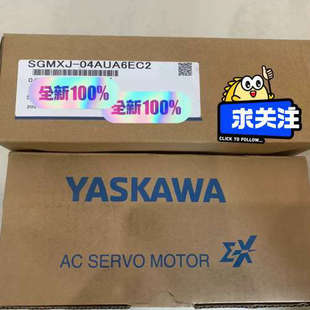 SGMXJ-04AUA6EC2
全新100%
全新100%
求关注
CLICK TO FOLLOW...
YASKAWA
AC SERVO MOTOR Σ-X